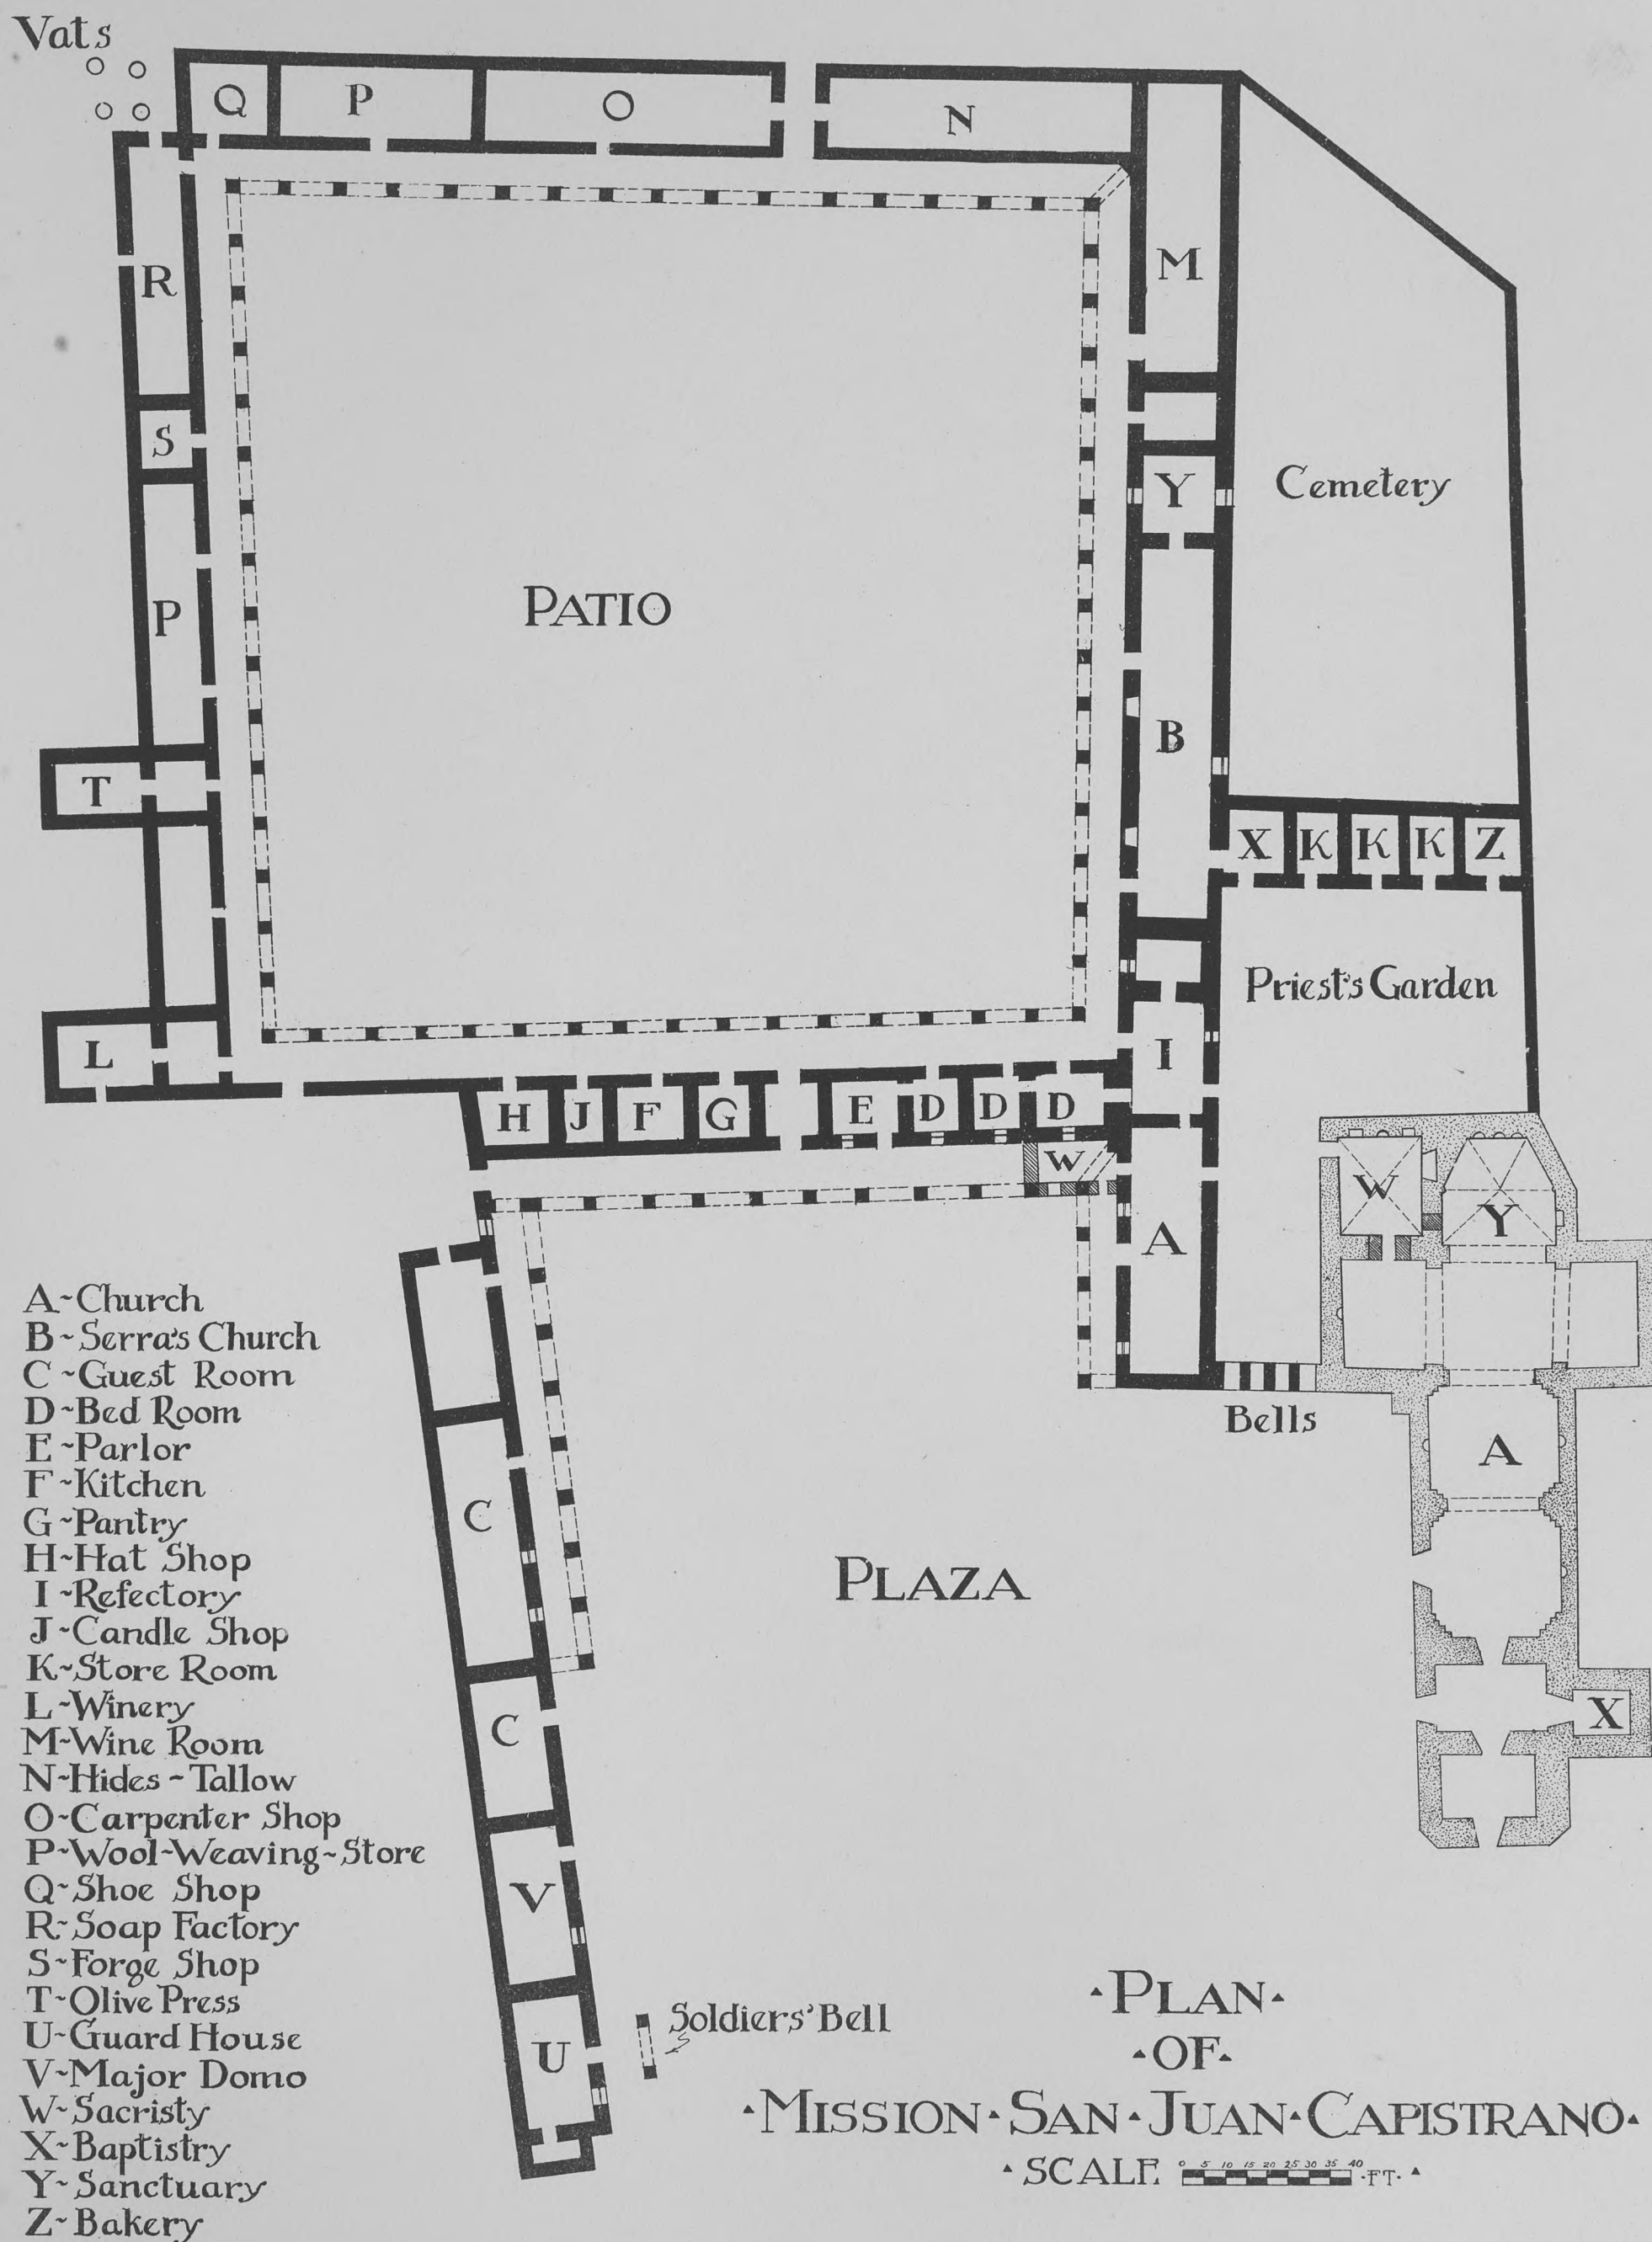 Vats
Q P O N
R
M
S
Y
Cemetery
PATIO
P
B
T
X K K K Z
Priest's Garden
L
I
H J F G E D D D
W
W
Y
A
Bells
A
C
PLAZA
C
X
V
U
Soldiers' Bell
A~Church
B~Serra's Church
C~Guest Room
D~Bed Room
E~Parlor
F~Kitchen
G~Pantry
H~Hat Shop
I~Refectory
J~Candle Shop
K~Store Room
L~Winery
M~Wine Room
N~Hides~Tallow
O~Carpenter Shop
P~Wool~Weaving~Store
Q~Shoe Shop
R~Soap Factory
S~Forge Shop
T~Olive Press
U~Guard House
V~Major Domo
W~Sacristy
X~Baptistry
Y~Sanctuary
Z~Bakery
·PLAN·
·OF·
·MISSION·SAN·JUAN·CAPISTRANO·
·SCALE 0 5 10 15 20 25 30 35 40 ·FT.·